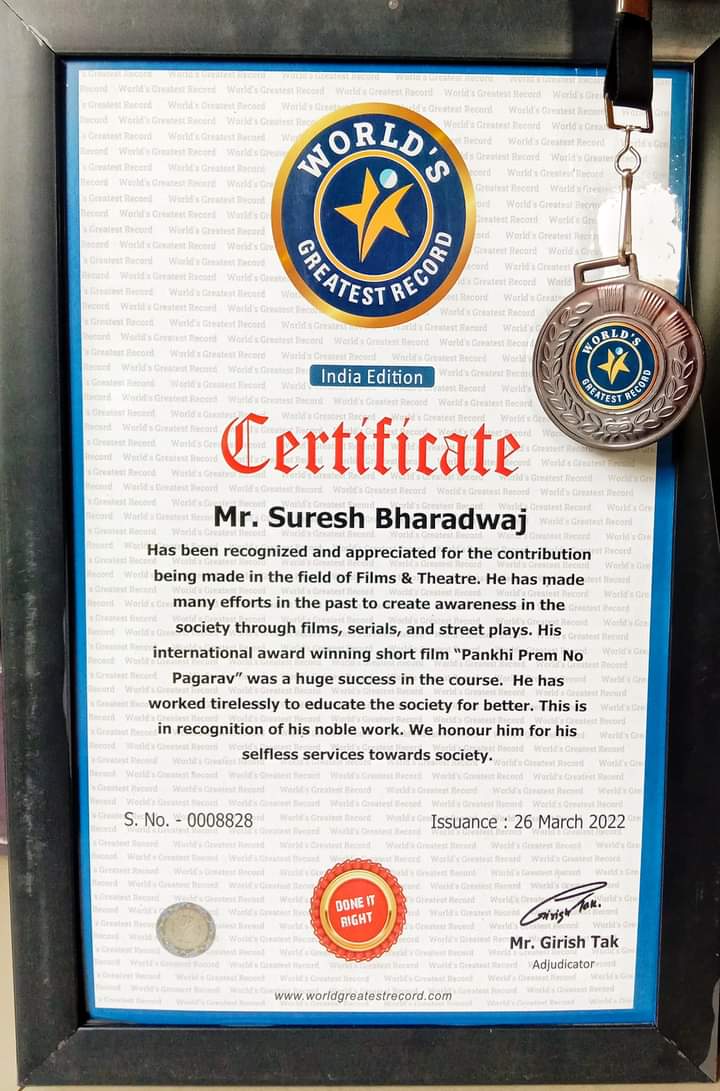 WORLD'S
GREATEST RECORD
WORLD'S
GREATEST RECORD
India Edition
Certificate
Mr. Suresh Bharadwaj
Has been recognized and appreciated for the contribution
being made in the field of Films & Theatre. He has made
many efforts in the past to create awareness in the
society through films, serials, and street plays. His
international award winning short film “Pankhi Prem No
Pagarav” was a huge success in the course. He has
worked tirelessly to educate the society for better. This is
in recognition of his noble work. We honour him for his
selfless services towards society.
S. No. - 0008828
Issuance : 26 March 2022
DONE IT
RIGHT
Girish Tak.
Mr. Girish Tak
Adjudicator
www.worldgreatestrecord.com